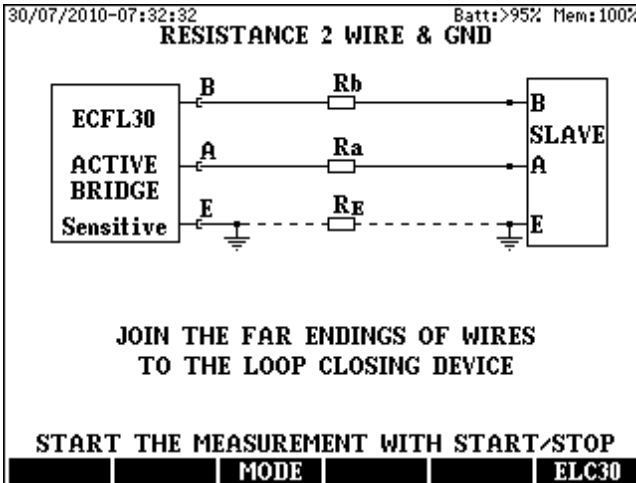 30/07/2010-07:32:32 Batt:>95% Mem:100%
RESISTANCE 2 WIRE & GND
B Rb B
ECFL30 SLAVE
A Ra A
ACTIVE
BRIDGE
E RE E
Sensitive
JOIN THE FAR ENDINGS OF WIRES
TO THE LOOP CLOSING DEVICE
START THE MEASUREMENT WITH START/STOP
MODE ELC30